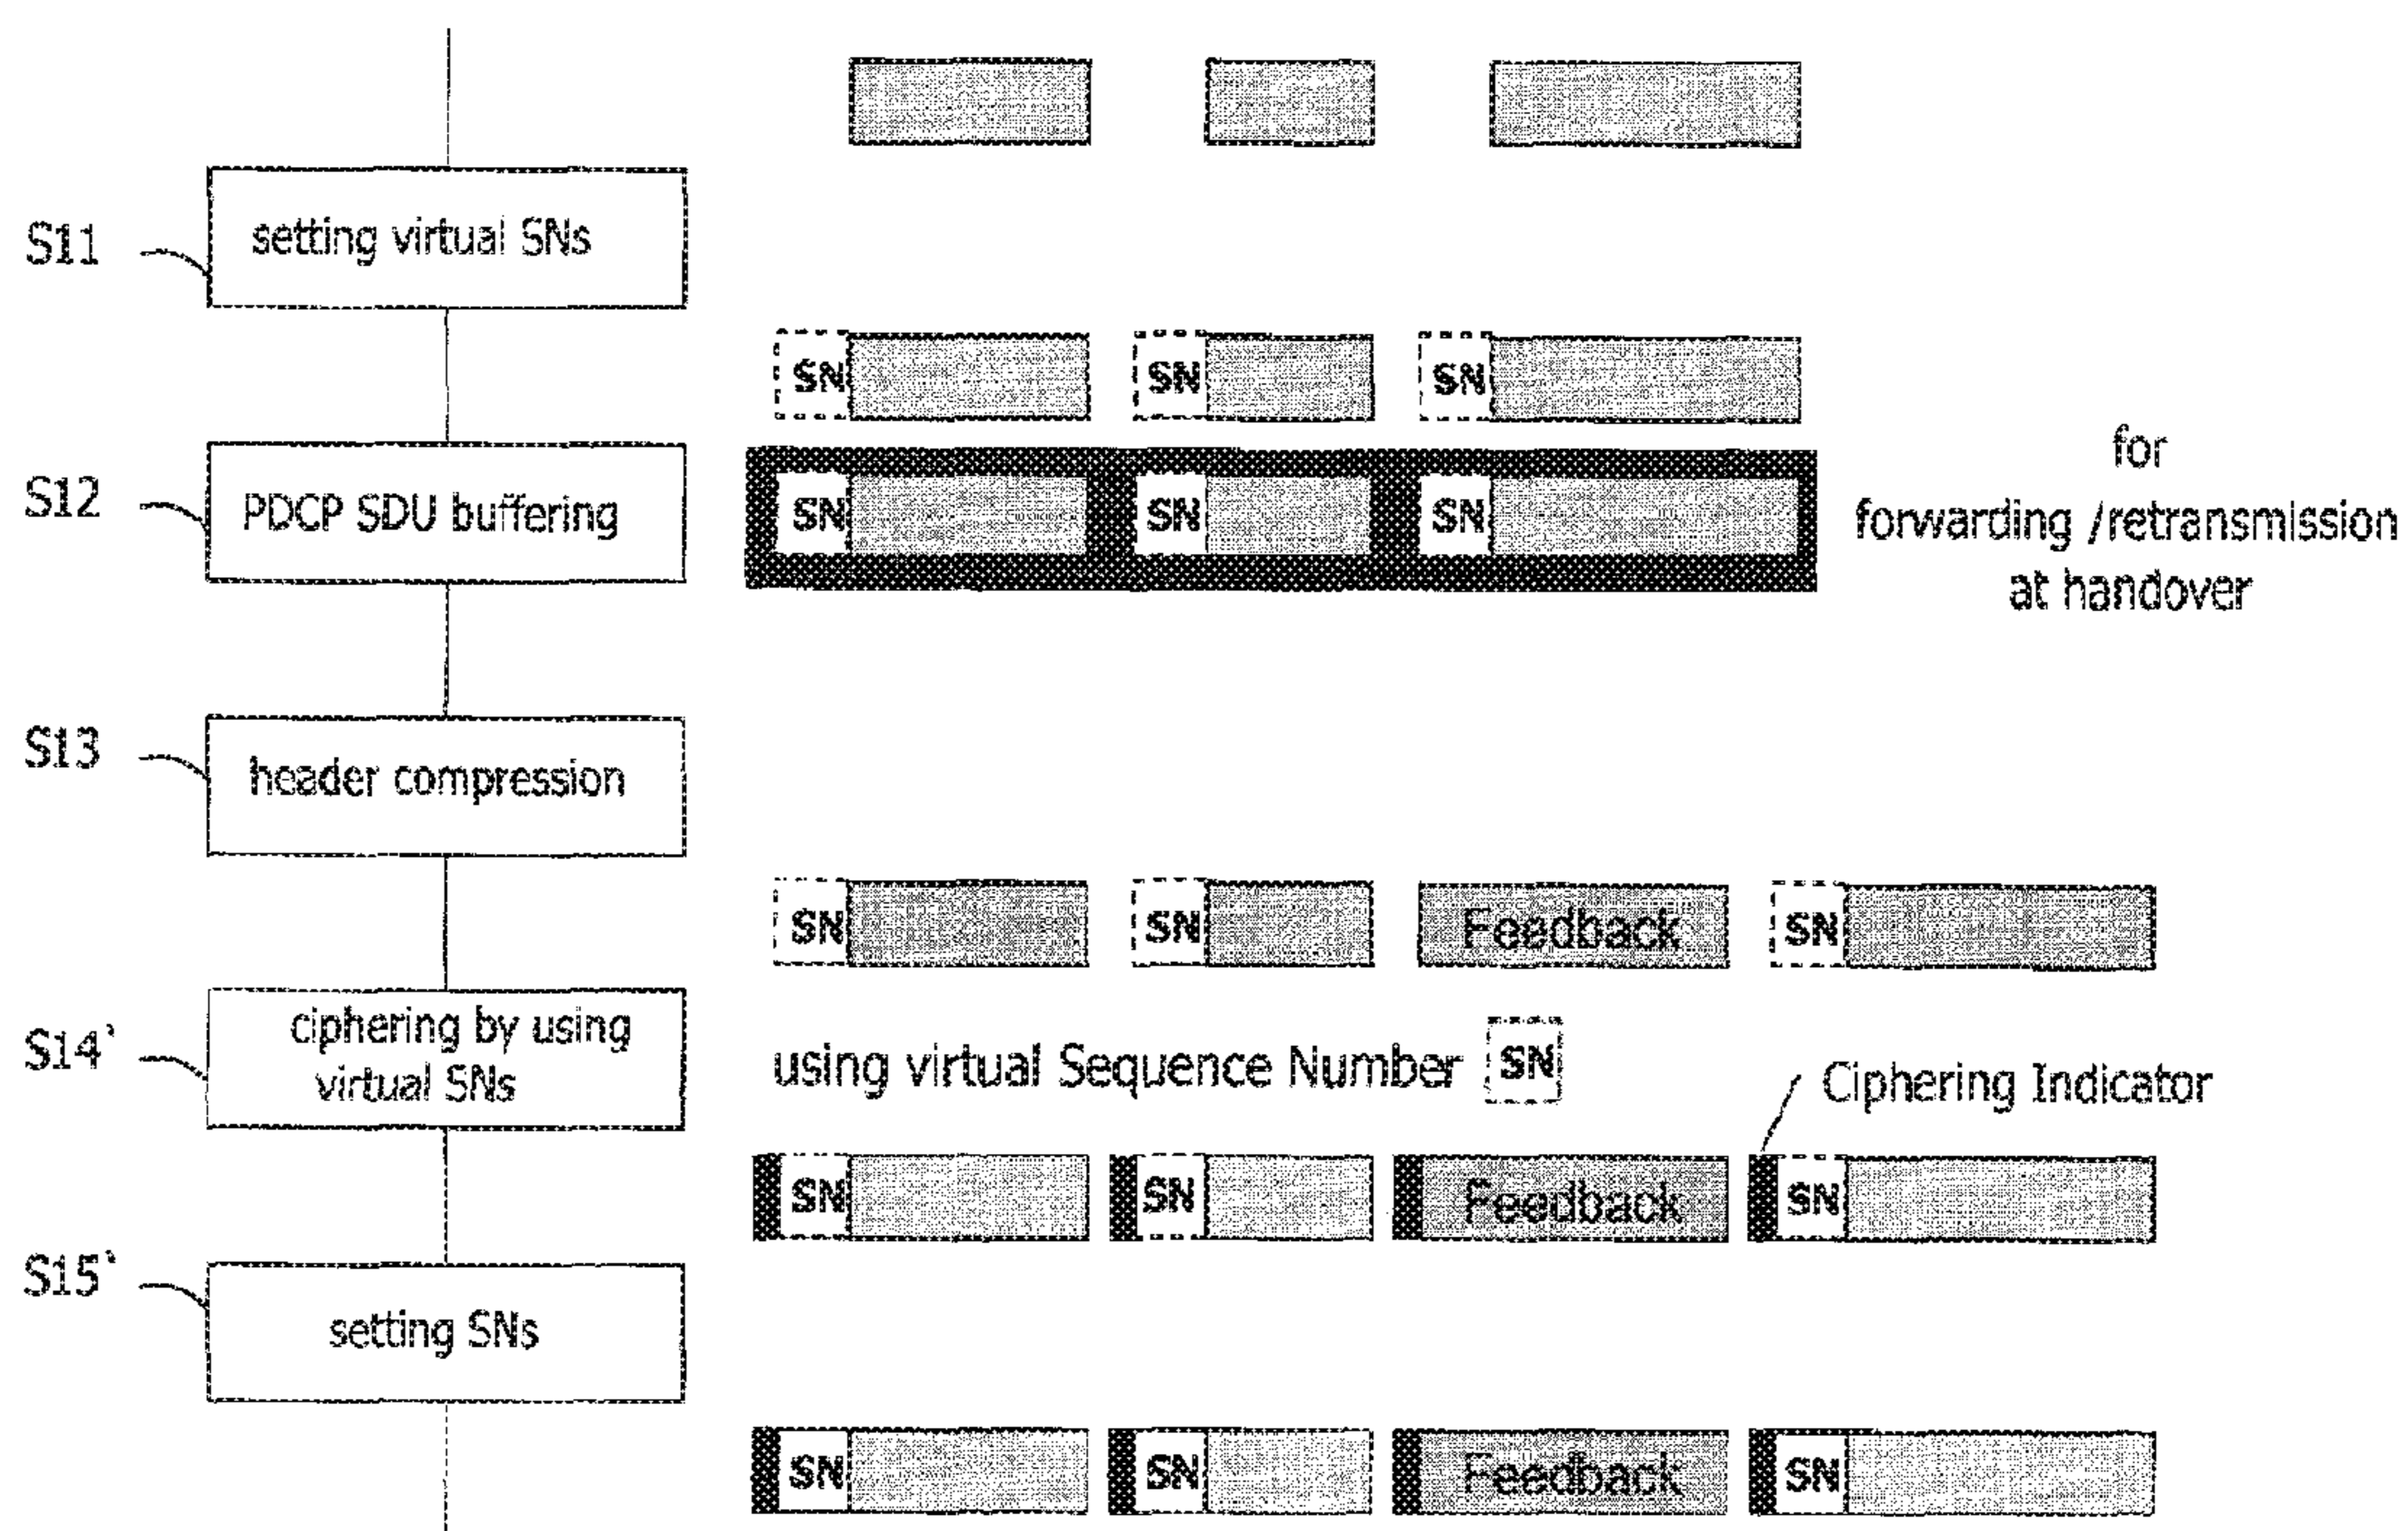 S11
setting virtual SNs
SN SN SN
S12
PDCP SDU buffering
SN SN SN
for
forwarding /retransmission
at handover
S13
header compression
SN SN Feedback SN
S14'
ciphering by using
virtual SNs
using virtual Sequence Number SN
Ciphering Indicator
SN SN Feedback SN
S15'
setting SNs
SN SN Feedback SN